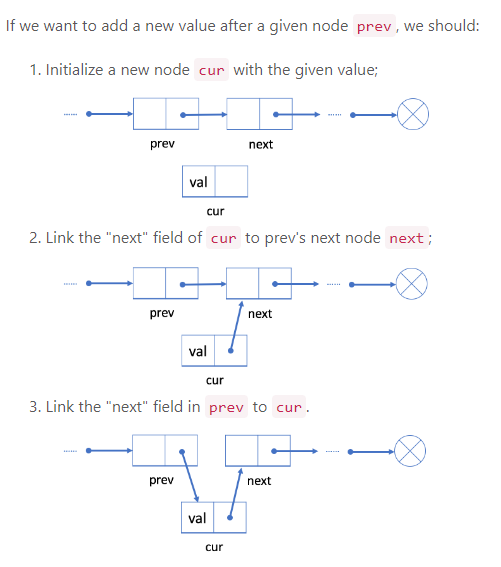 If we want to add a new value after a given node prev, we should:
1. Initialize a new node cur with the given value;
...... ......
prev next
val
cur
2. Link the "next" field of cur to prev's next node next;
...... ......
prev next
val
cur
3. Link the "next" field in prev to cur.
...... ......
prev next
val
cur